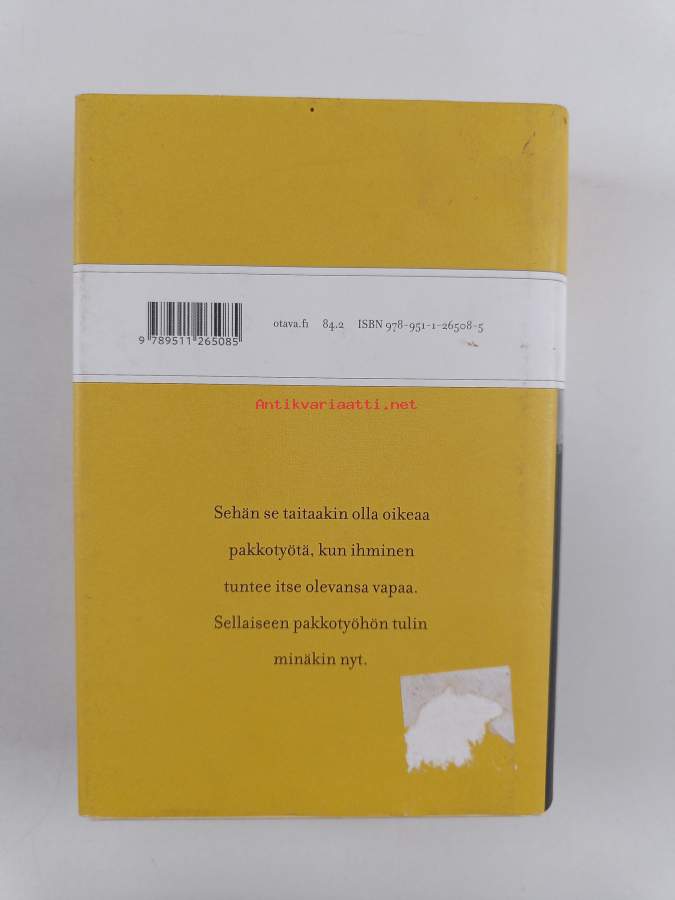 otava.fi 84.2 ISBN 978-951-1-26508-5
9 789511 265085
Antikvariaatti.net
Sehän se taitaakin olla oikeaa
pakkotyötä, kun ihminen
tuntee itse olevansa vapaa.
Sellaiseen pakkotyöhön tulin
minäkin nyt.